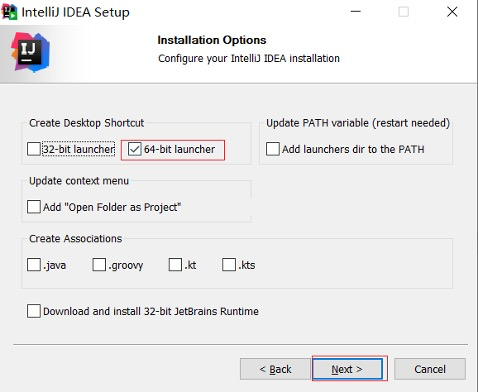 IntelliJ IDEA Setup
IJ
Installation Options
Configure your IntelliJ IDEA installation
Create Desktop Shortcut
32-bit launcher
64-bit launcher
Update PATH variable (restart needed)
Add launchers dir to the PATH
Update context menu
Add "Open Folder as Project"
Create Associations
.java
.groovy
.kt
.kts
Download and install 32-bit JetBrains Runtime
< Back
Next >
Cancel